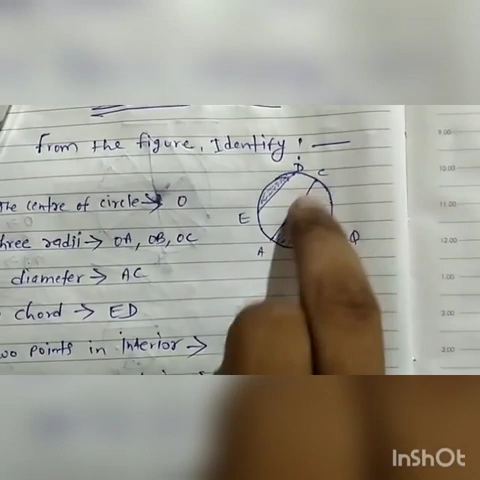 From the figure, Identify : —
D
C
The centre of circle → O
E
three radii → OA, OB, OC
Q
A
diameter → AC
chord → ED
two points in Interior →
9.00
10.00
11.00
12.00
1.00
2.00
3.00
InShOt